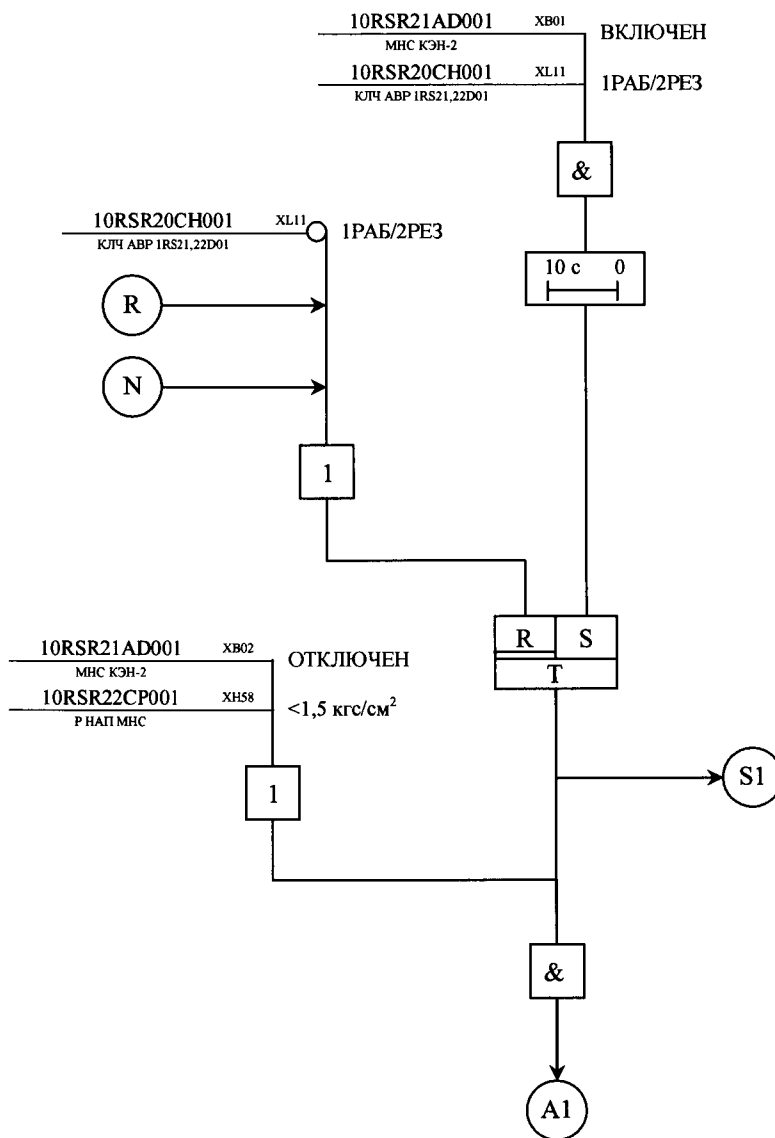 10RSR21AD001 XB01 ВКЛЮЧЕН
МНС КЭН-2
10RSR20CH001 XL11 1РАБ/2РЕЗ
КЛЧ АВР 1RS21,22D01
&
10RSR20CH001 XL11 1РАБ/2РЕЗ
КЛЧ АВР 1RS21,22D01
10 с 0
R
N
1
R S
T
10RSR21AD001 XB02 ОТКЛЮЧЕН
МНС КЭН-2
10RSR22CP001 XH58 <1,5 кгс/см²
Р НАП МНС
S1
1
&
A1